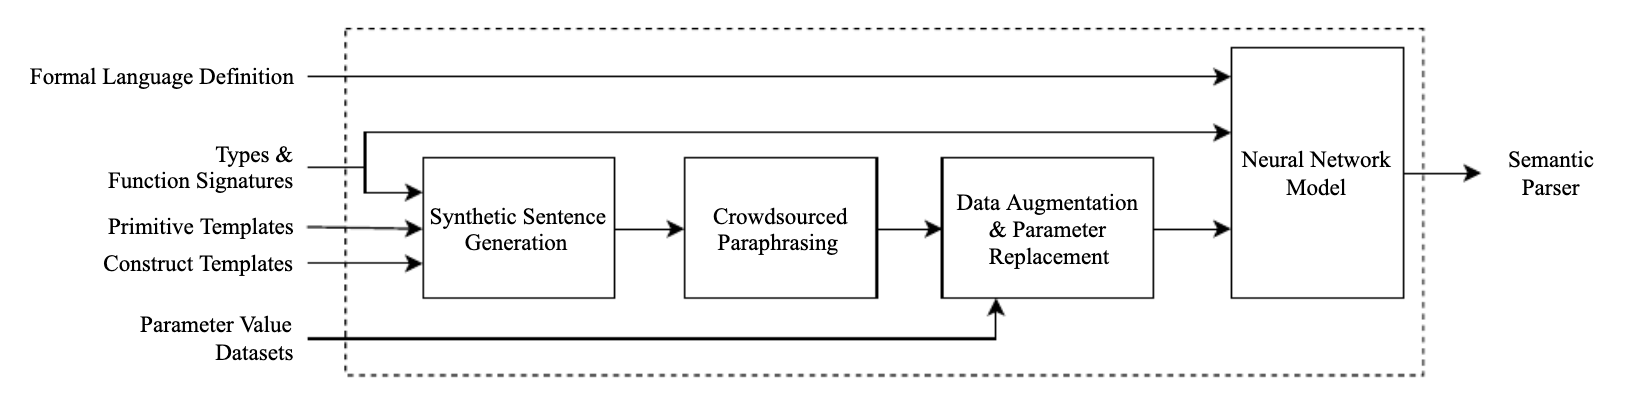 Formal Language Definition
Types &
Function Signatures
Primitive Templates
Construct Templates
Parameter Value
Datasets
Synthetic Sentence
Generation
Crowdsourced
Paraphrasing
Data Augmentation
& Parameter
Replacement
Neural Network
Model
Semantic
Parser